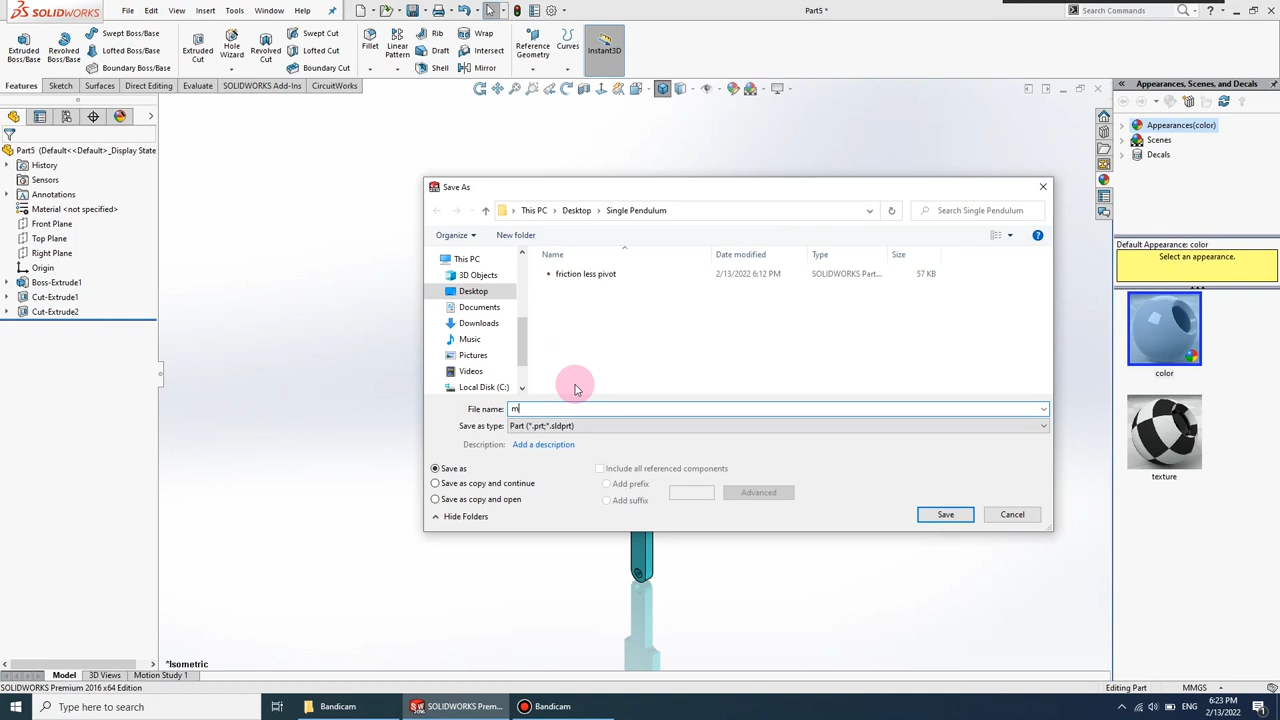 SOLIDWORKS File Edit View Insert Tools Window Help Part5 * Search Commands
Extruded Boss/Base
Revolved Boss/Base
Swept Boss/Base
Lofted Boss/Base
Boundary Boss/Base
Extruded Cut
Hole Wizard
Revolved Cut
Swept Cut
Lofted Cut
Boundary Cut
Fillet
Linear Pattern
Rib
Draft
Shell
Wrap
Intersect
Mirror
Reference Geometry
Curves
Instant3D
Features Sketch Surfaces Direct Editing Evaluate SOLIDWORKS Add-Ins CircuitWorks
Part5 (Default<<Default>_Display State
History
Sensors
Annotations
Material <not specified>
Front Plane
Top Plane
Right Plane
Origin
Boss-Extrude1
Cut-Extrude1
Cut-Extrude2
Save As
This PC > Desktop > Single Pendulum
Search Single Pendulum
Organize New folder
This PC
3D Objects
Desktop
Documents
Downloads
Music
Pictures
Videos
Local Disk (C:)
Name Date modified Type Size
friction less pivot 2/13/2022 6:12 PM SOLIDWORKS Part... 57 KB
File name: m
Save as type: Part (*.prt;*.sldprt)
Description: Add a description
Save as
Save as copy and continue
Save as copy and open
Include all referenced components
Add prefix
Add suffix
Advanced
Hide Folders
Save Cancel
Appearances, Scenes, and Decals
Appearances(color)
Scenes
Decals
Default Appearance: color
Select an appearance.
color
texture
*Isometric
Model 3D Views Motion Study 1
SOLIDWORKS Premium 2016 x64 Edition Editing Part MMGS
Type here to search Bandicam SOLIDWORKS Prem... Bandicam ENG 6:23 PM
2/13/2022